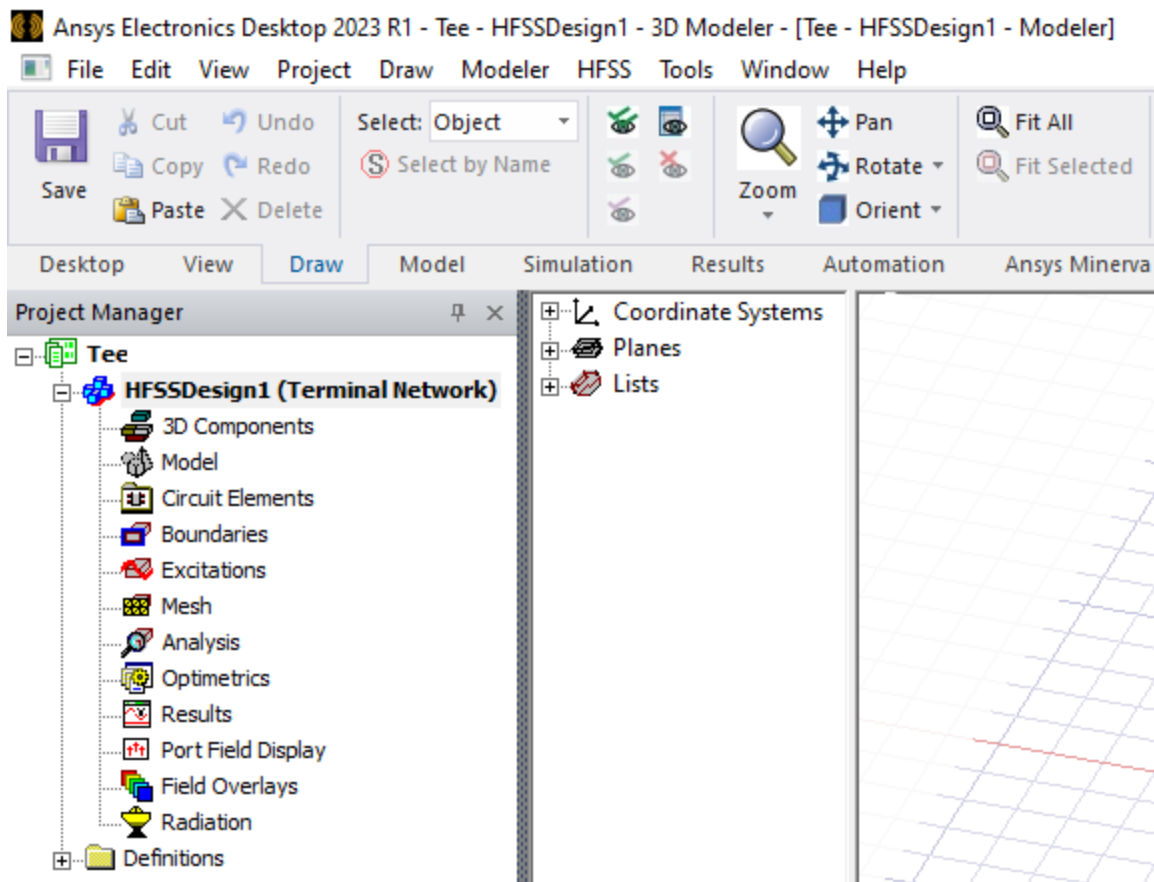 Ansys Electronics Desktop 2023 R1 - Tee - HFSSDesign1 - 3D Modeler - [Tee - HFSSDesign1 - Modeler]
File Edit View Project Draw Modeler HFSS Tools Window Help
Save
Cut
Copy
Paste
Undo
Redo
Delete
Select: Object
Select by Name
Zoom
Pan
Rotate
Orient
Fit All
Fit Selected
Desktop View Draw Model Simulation Results Automation Ansys Minerva
Project Manager
Tee
HFSSDesign1 (Terminal Network)
3D Components
Model
Circuit Elements
Boundaries
Excitations
Mesh
Analysis
Optimetrics
Results
Port Field Display
Field Overlays
Radiation
Definitions
Coordinate Systems
Planes
Lists